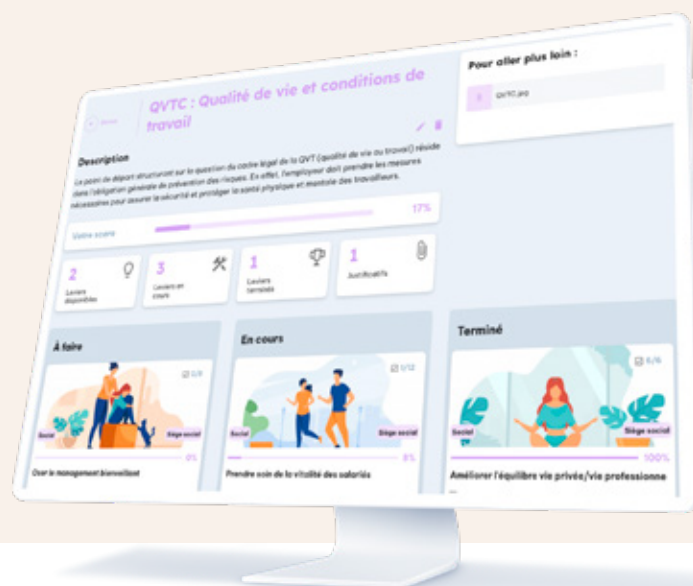 QVTC : Qualité de vie et conditions de
travail
Description
Le point de départ structurant sur la question du cadre légal de la QVT (qualité de vie au travail) réside
dans l'obligation générale de prévention des risques. En effet, l'employeur doit prendre les mesures
nécessaires pour assurer la sécurité et protéger la santé physique et mentale des travailleurs.
Votre score
17%
2
Leviers
disponibles
3
Leviers en
cours
1
Leviers
terminés
1
Justificatifs
Pour aller plus loin :
QVTC.jpg
À faire
Social
Siège social
0%
Oser le management bienveillant
En cours
1/12
Social
Siège social
8%
Prendre soin de la vitalité des salariés
Terminé
6/6
Social
Siège social
100%
Améliorer l'équilibre vie privée/vie professionne